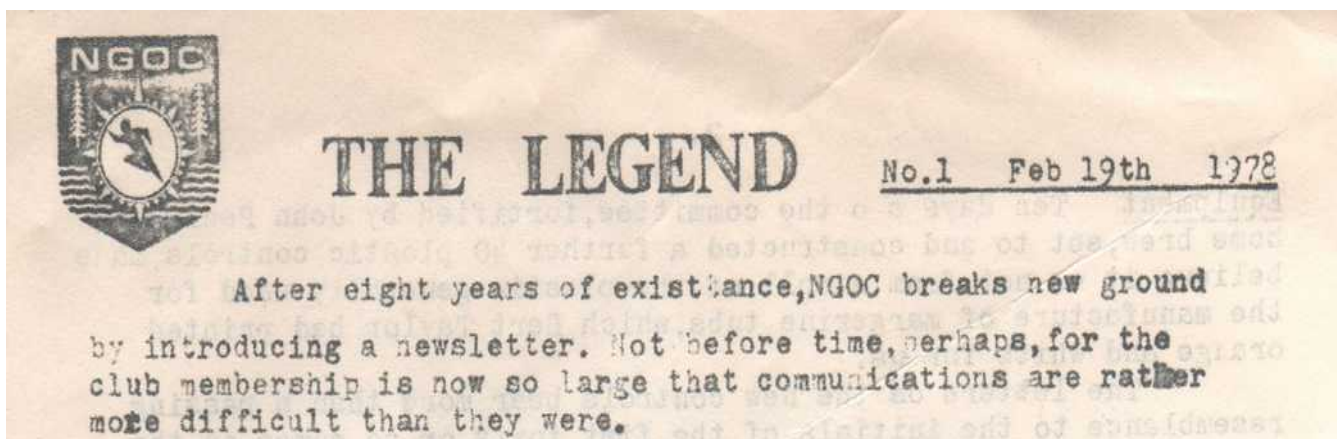 NGOC
THE LEGEND No.1 Feb 19th 1978
After eight years of existtance,NGOC breaks new ground
by introducing a newsletter. Not before time,perhaps,for the
club membership is now so large that communications are rather
more difficult than they were.